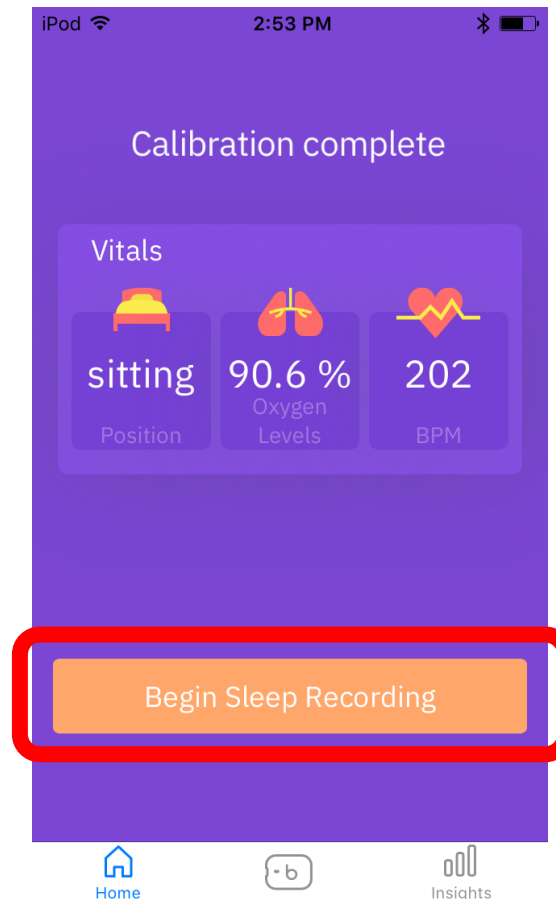 iPod 2:53 PM
Calibration complete
Vitals
sitting 90.6 % 202
Oxygen
Position Levels BPM
Begin Sleep Recording
Home Insights